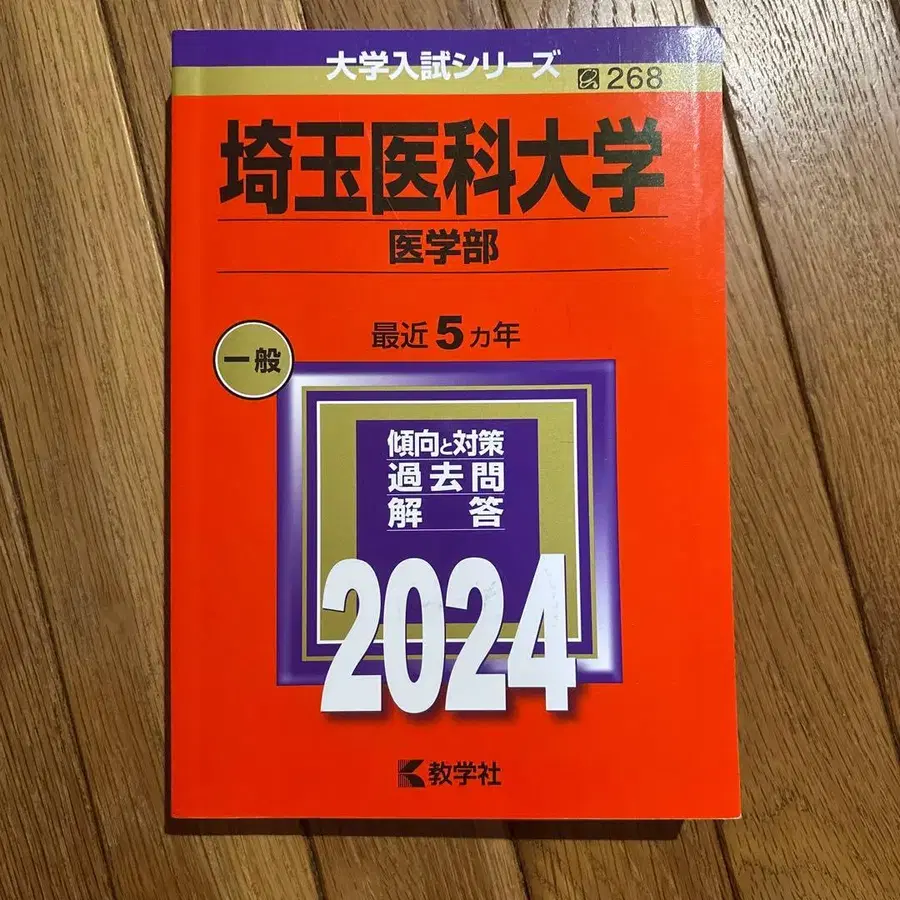 大学入試シリーズ
268
埼玉医科大学
医学部
最近5カ年
一般
傾向と対策
過去問
解答
2024
教学社